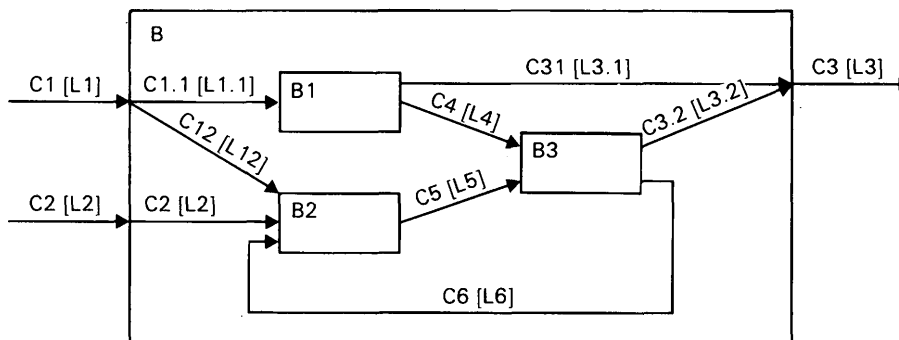 B
C1 [L1]
C1.1 [L1.1]
B1
C31 [L3.1]
C3 [L3]
C12 [L12]
C4 [L4]
C3.2 [L3.2]
B3
C2 [L2]
C2 [L2]
B2
C5 [L5]
C6 [L6]